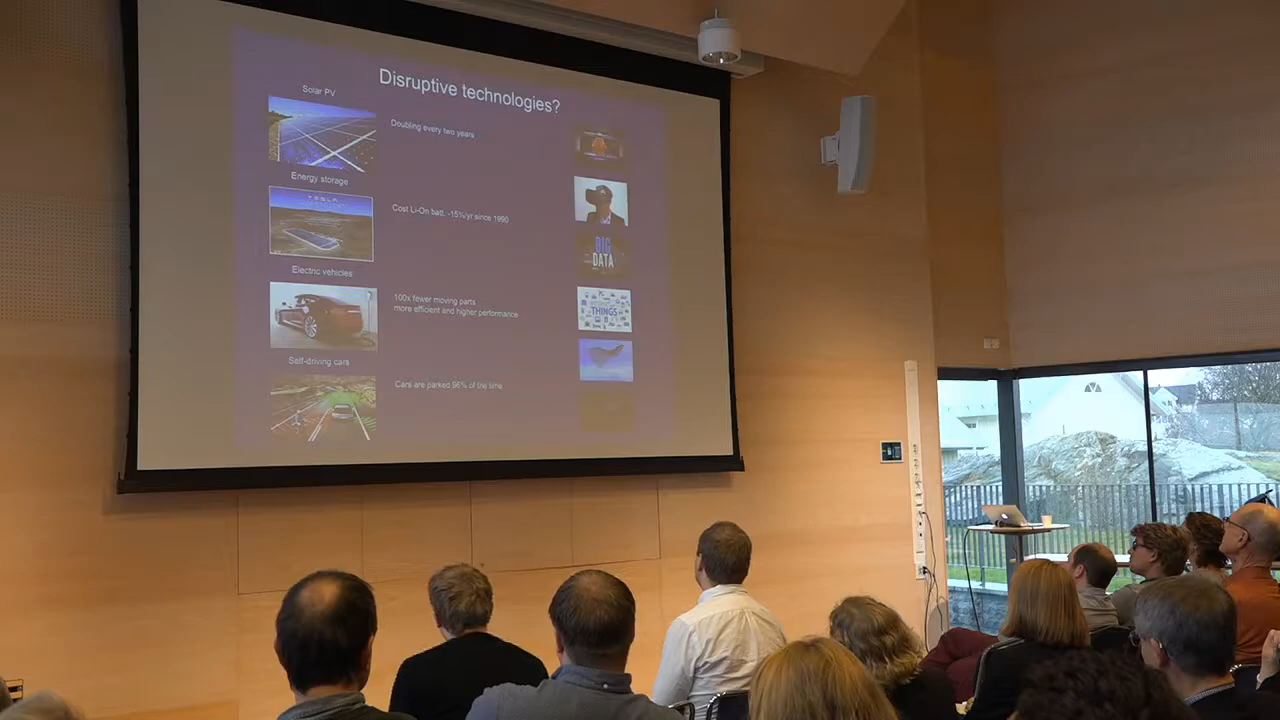 Disruptive technologies?
Solar PV
Doubling every two years
Energy storage
TESLA
Cost Li-On batt. -15%/yr since 1990
BIG
DATA
Electric vehicles
100x fewer moving parts
more efficient and higher performance
THINGS
Self-driving cars
Cars are parked 96% of the time